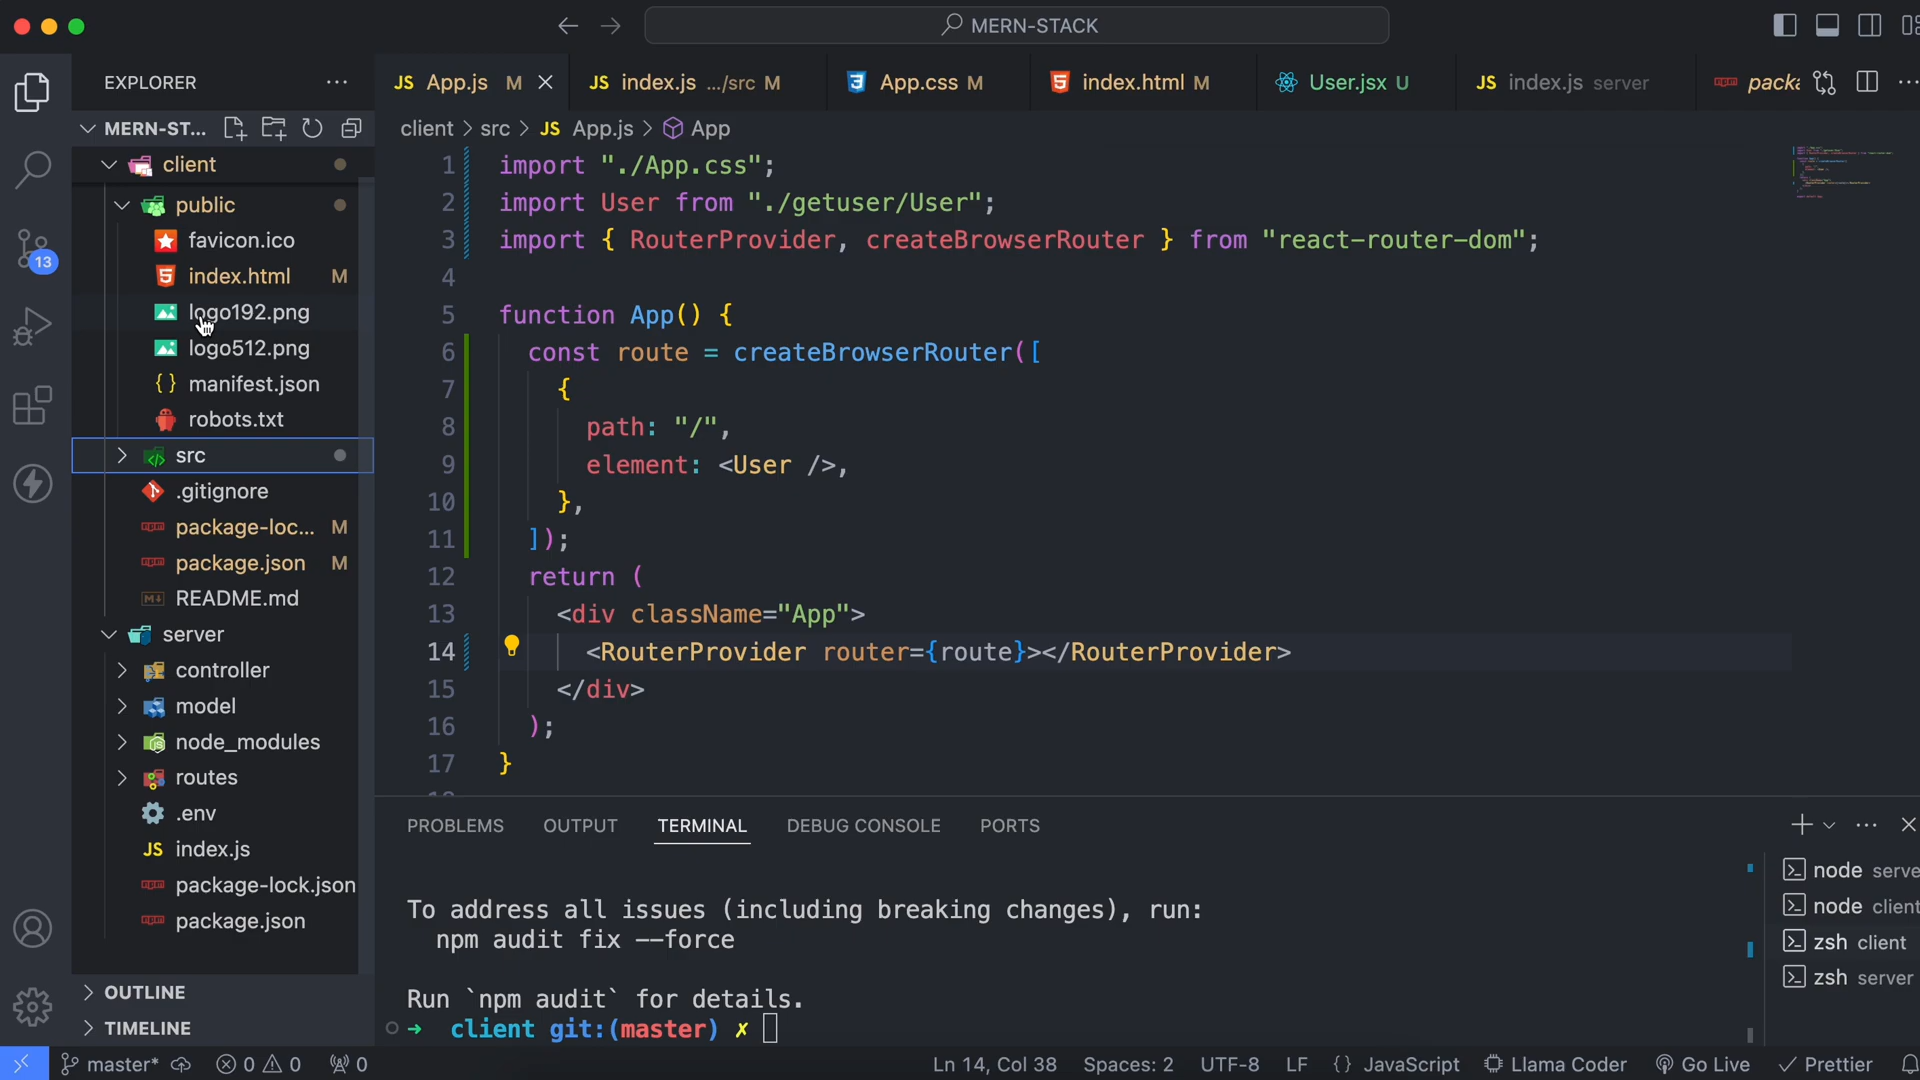 MERN-STACK
EXPLORER
JS App.js M
JS index.js .../src M
App.css M
index.html M
User.jsx U
JS index.js server
packa
MERN-ST...
client
public
favicon.ico
index.html M
logo192.png
logo512.png
{} manifest.json
robots.txt
src
.gitignore
package-loc... M
package.json M
README.md
server
controller
model
node_modules
routes
.env
JS index.js
package-lock.json
package.json
OUTLINE
TIMELINE
13
client > src > JS App.js > App
1 import "./App.css";
2 import User from "./getuser/User";
3 import { RouterProvider, createBrowserRouter } from "react-router-dom";
4
5 function App() {
6 const route = createBrowserRouter([
7 {
8 path: "/",
9 element: <User />,
10 },
11 ]);
12 return (
13 <div className="App">
14 <RouterProvider router={route}></RouterProvider>
15 </div>
16 );
17 }
PROBLEMS OUTPUT TERMINAL DEBUG CONSOLE PORTS
To address all issues (including breaking changes), run:
npm audit fix --force
Run `npm audit` for details.
➜ client git:(master) ✗
node serve
node client
zsh client
zsh server
master* 0 0 0 Ln 14, Col 38 Spaces: 2 UTF-8 LF {} JavaScript Llama Coder Go Live Prettier